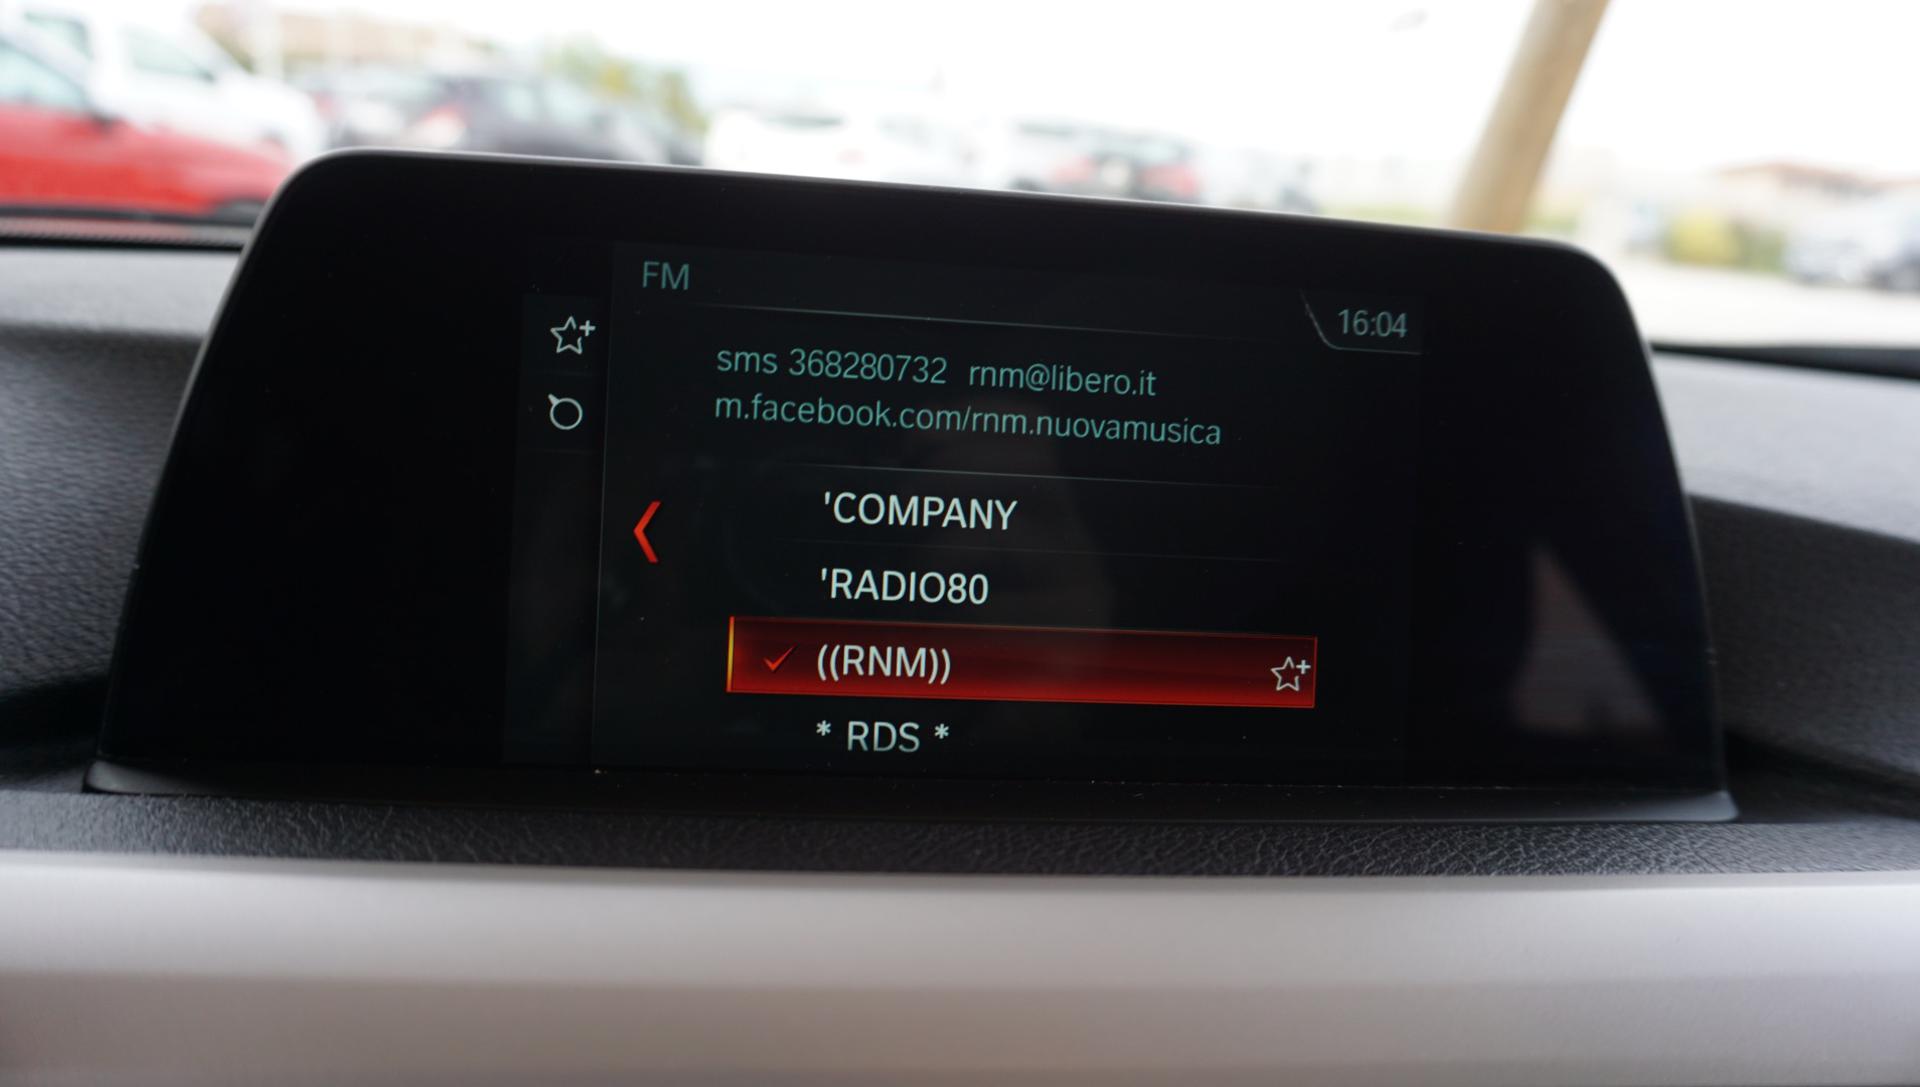 FM
16:04
sms 368280732 rnm@libero.it
m.facebook.com/rnm.nuovamusica
'COMPANY
'RADIO80
((RNM))
* RDS *